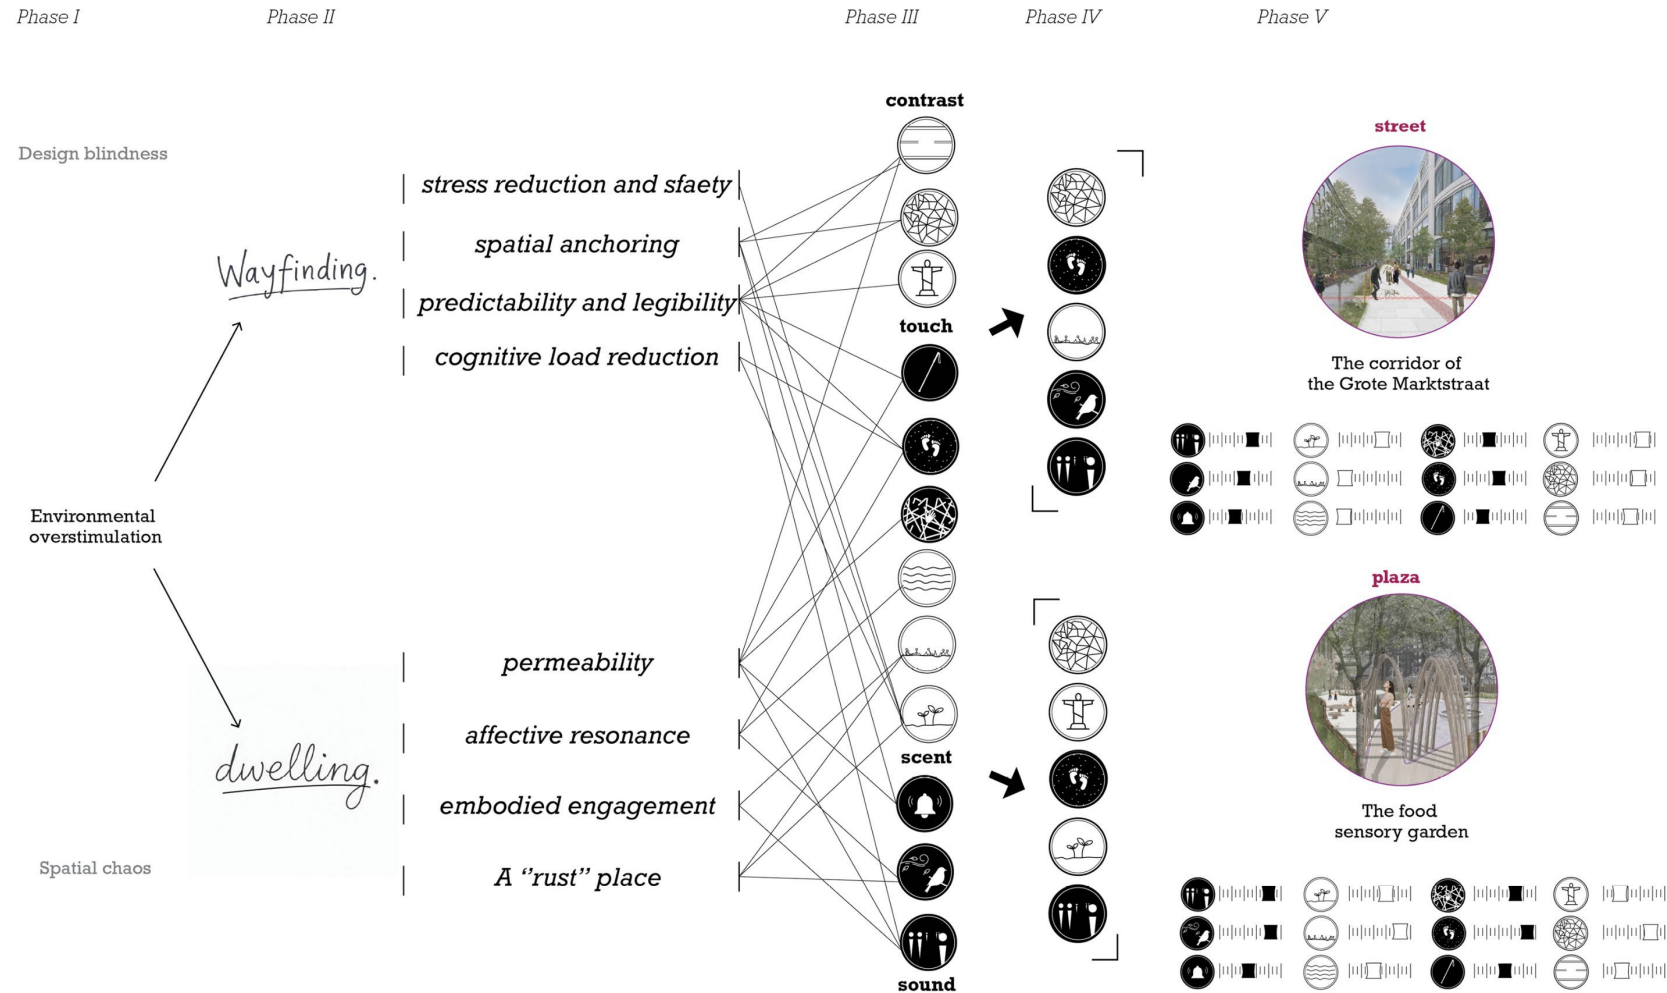 Phase I
Phase II
Phase III
Phase IV
Phase V
Design blindness
Environmental
overstimulation
Spatial chaos
Wayfinding.
dwelling.
stress reduction and sfaety
spatial anchoring
predictability and legibility
cognitive load reduction
permeability
affective resonance
embodied engagement
A ‘’rust” place
contrast
touch
scent
sound
street
The corridor of
the Grote Marktstraat
plaza
The food
sensory garden